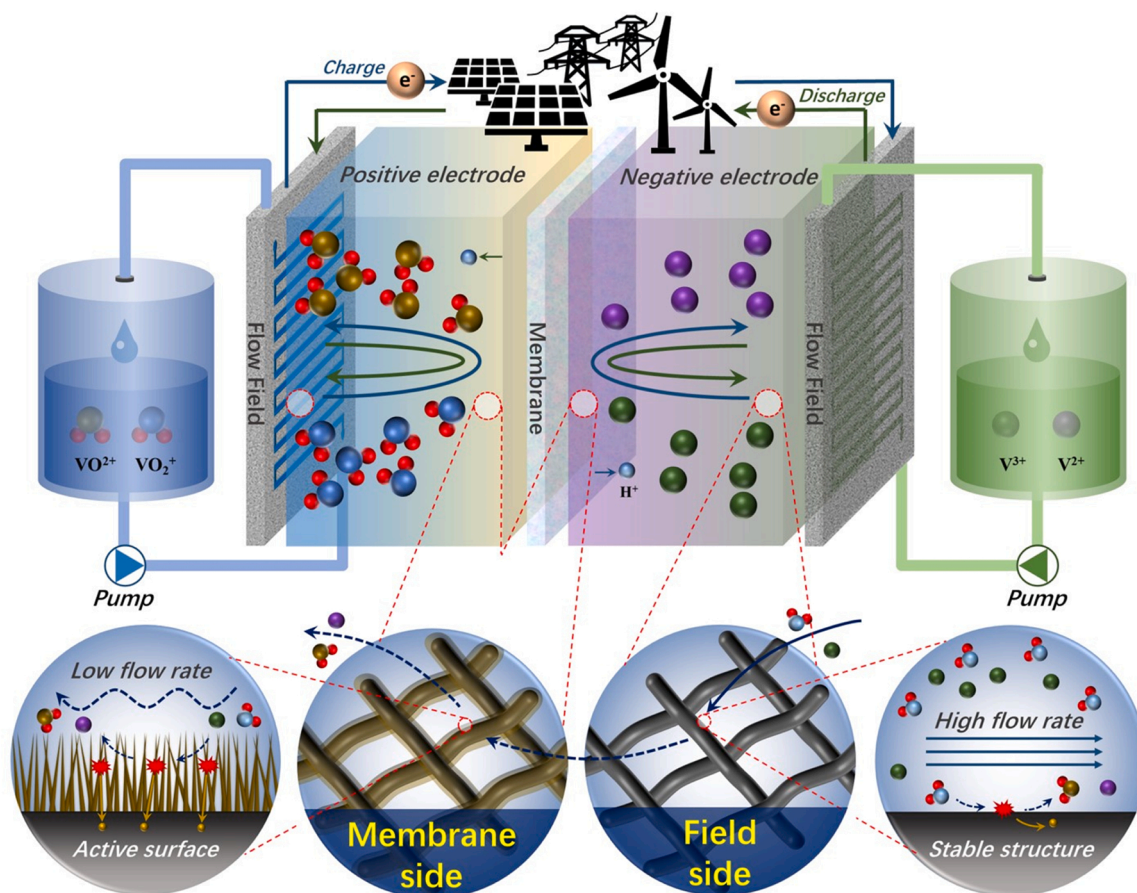 Charge
e⁻
e⁻
Discharge
Positive electrode
Negative electrode
Flow Field
Membrane
Flow Field
VO²⁺
VO₂⁺
V³⁺
V²⁺
H⁺
Pump
Pump
Low flow rate
High flow rate
Active surface
Membrane
side
Field
side
Stable structure